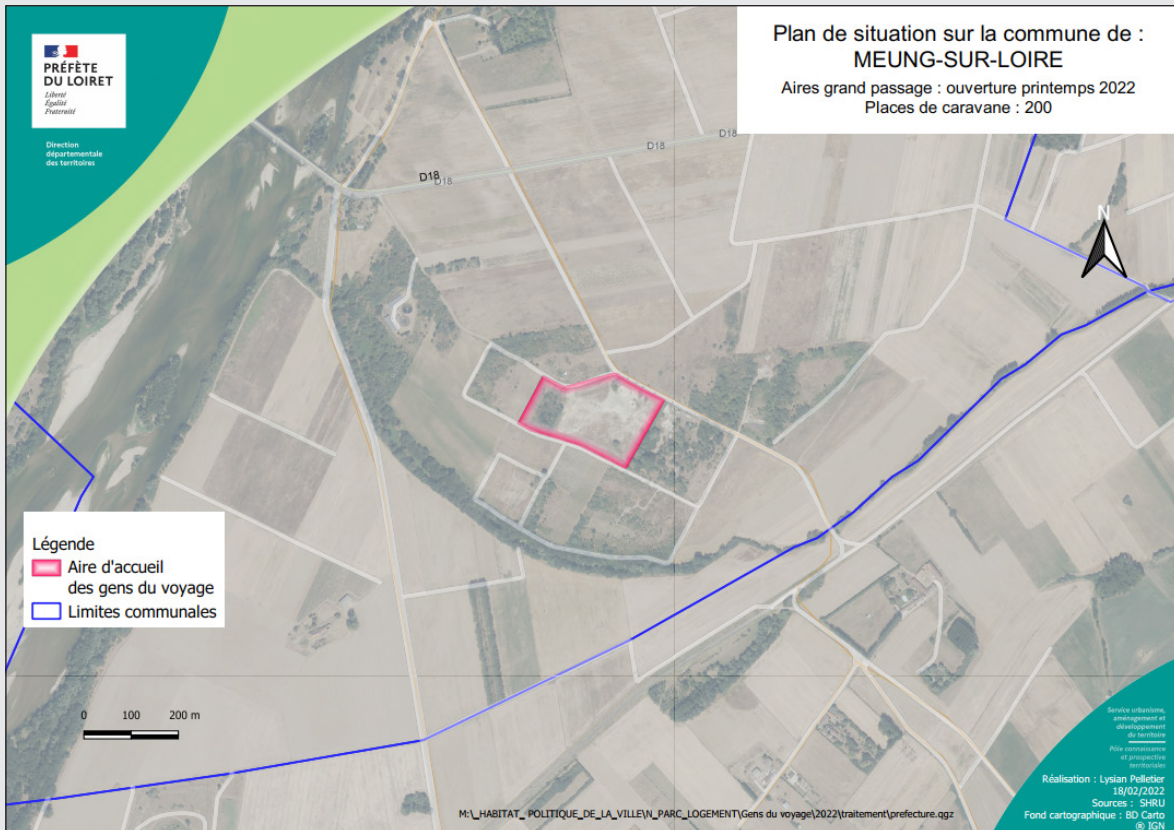 PRÉFÈTE
DU LOIRET
Liberté
Égalité
Fraternité
Direction
départementale
des territoires
Plan de situation sur la commune de :
MEUNG-SUR-LOIRE
Aires grand passage : ouverture printemps 2022
Places de caravane : 200
D18
D18
D18
D18
N
Légende
Aire d'accueil
des gens du voyage
Limites communales
0 100 200 m
M:\_HABITAT_ POLITIQUE_DE_LA_VILLE\N_PARC_LOGEMENT\Gens du voyage\2022\traitement\prefecture.qgz
Service urbanisme,
aménagement et
développement
du territoire
Pôle connaissance
et prospective
territoriales
Réalisation : Lysian Pelletier
18/02/2022
Sources : SHRU
Fond cartographique : BD Carto
® IGN